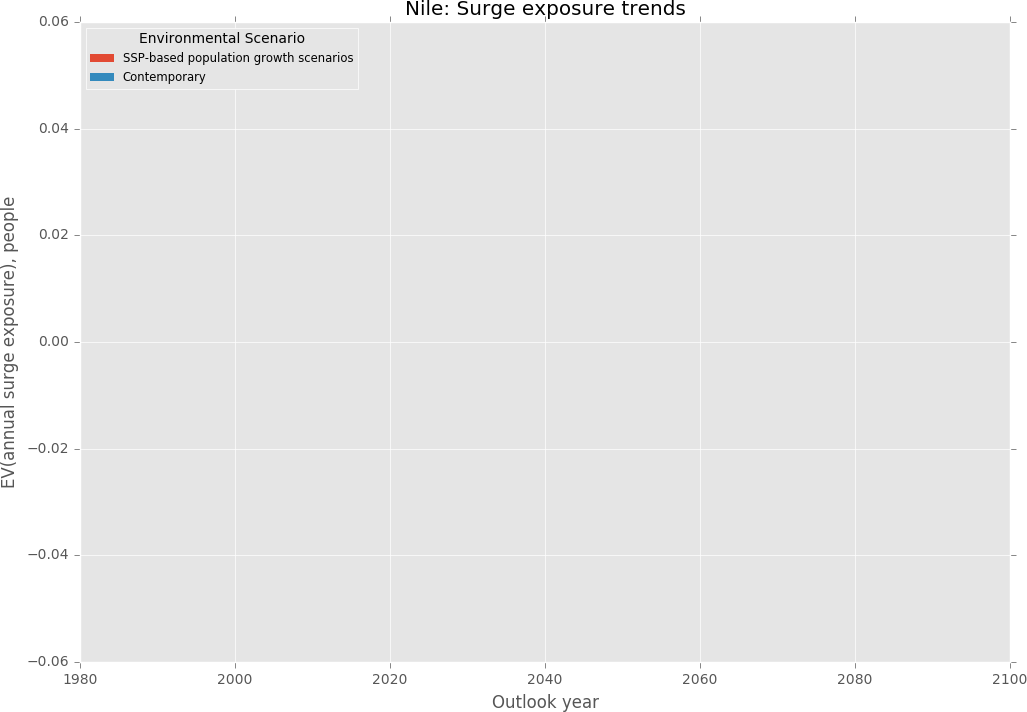 Nile: Surge exposure trends
Environmental Scenario
SSP-based population growth scenarios
Contemporary
EV(annual surge exposure), people
0.06
0.04
0.02
0.00
−0.02
−0.04
−0.06
1980 2000 2020 2040 2060 2080 2100
Outlook year